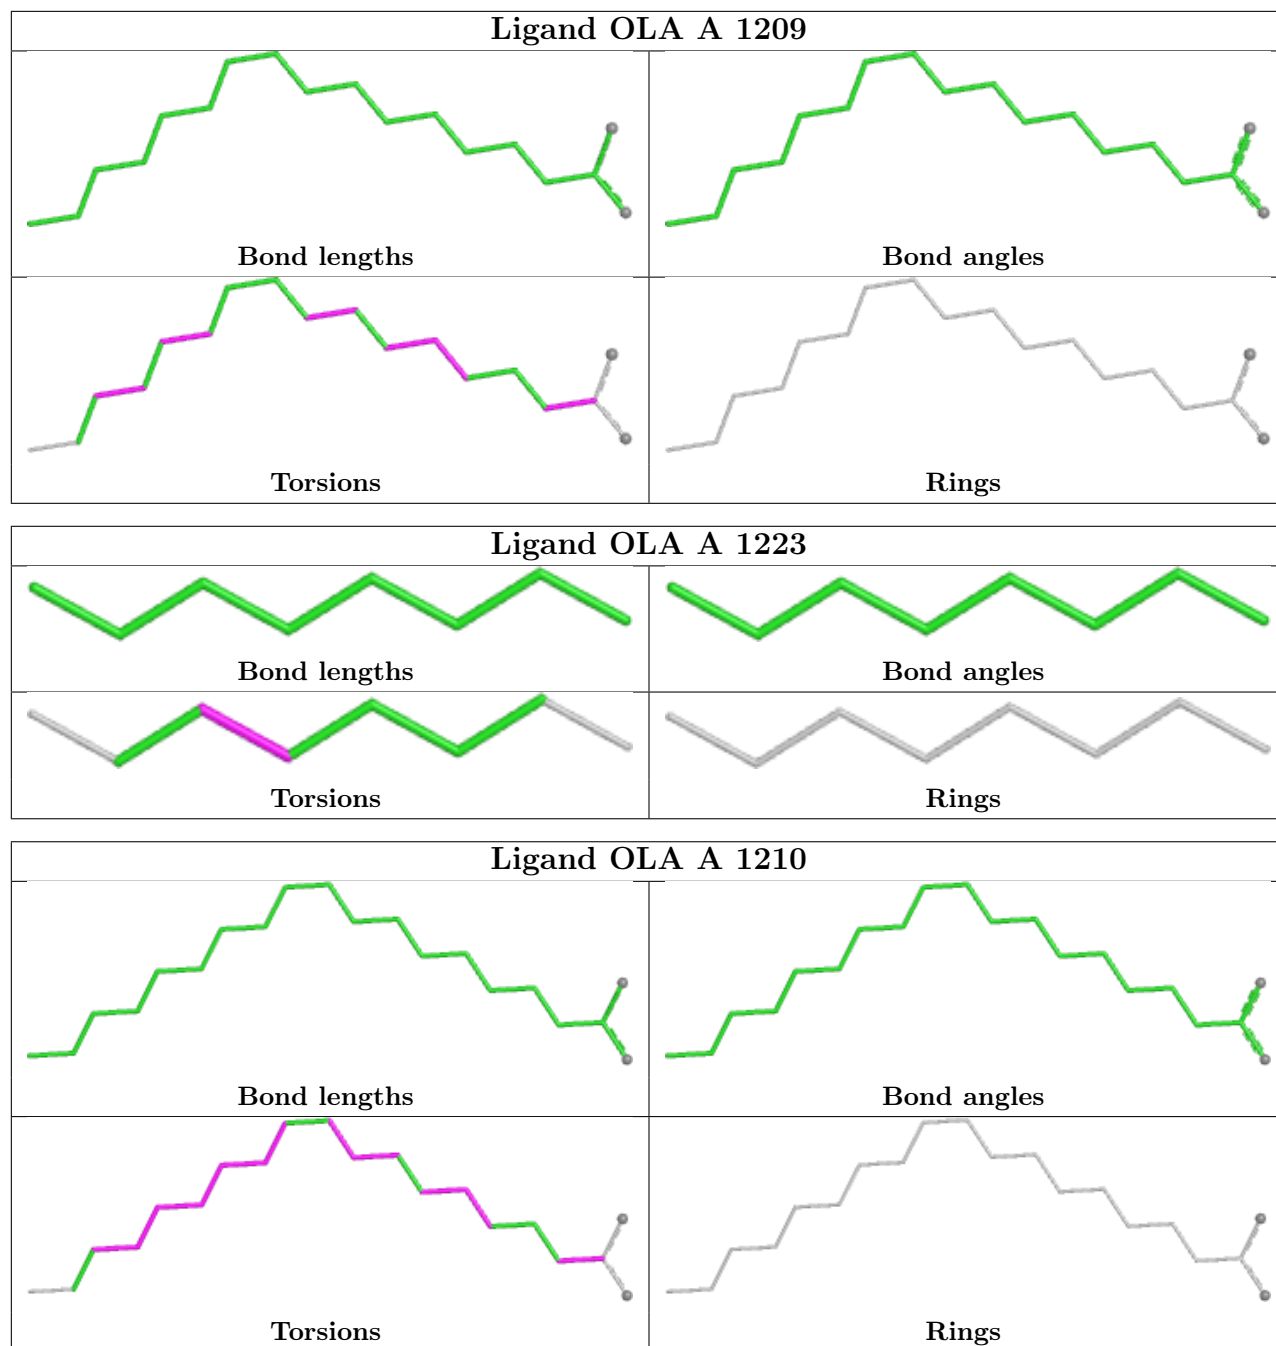 Ligand OLA A 1209
Bond lengths
Bond angles
Torsions
Rings
Ligand OLA A 1223
Bond lengths
Bond angles
Torsions
Rings
Ligand OLA A 1210
Bond lengths
Bond angles
Torsions
Rings